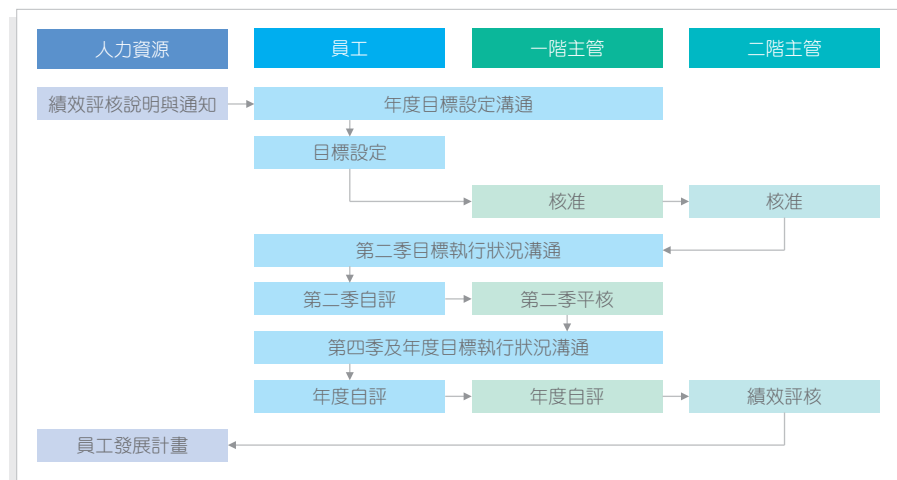 人力資源
員工
一階主管
二階主管
績效評核說明與通知
年度目標設定溝通
目標設定
核准
核准
第二季目標執行狀況溝通
第二季自評
第二季平核
第四季及年度目標執行狀況溝通
年度自評
年度自評
績效評核
員工發展計畫